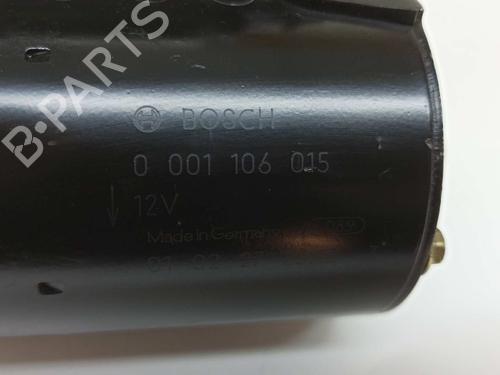 B-PARTS
BOSCH
0 001 106 015
12V
Made in Germany